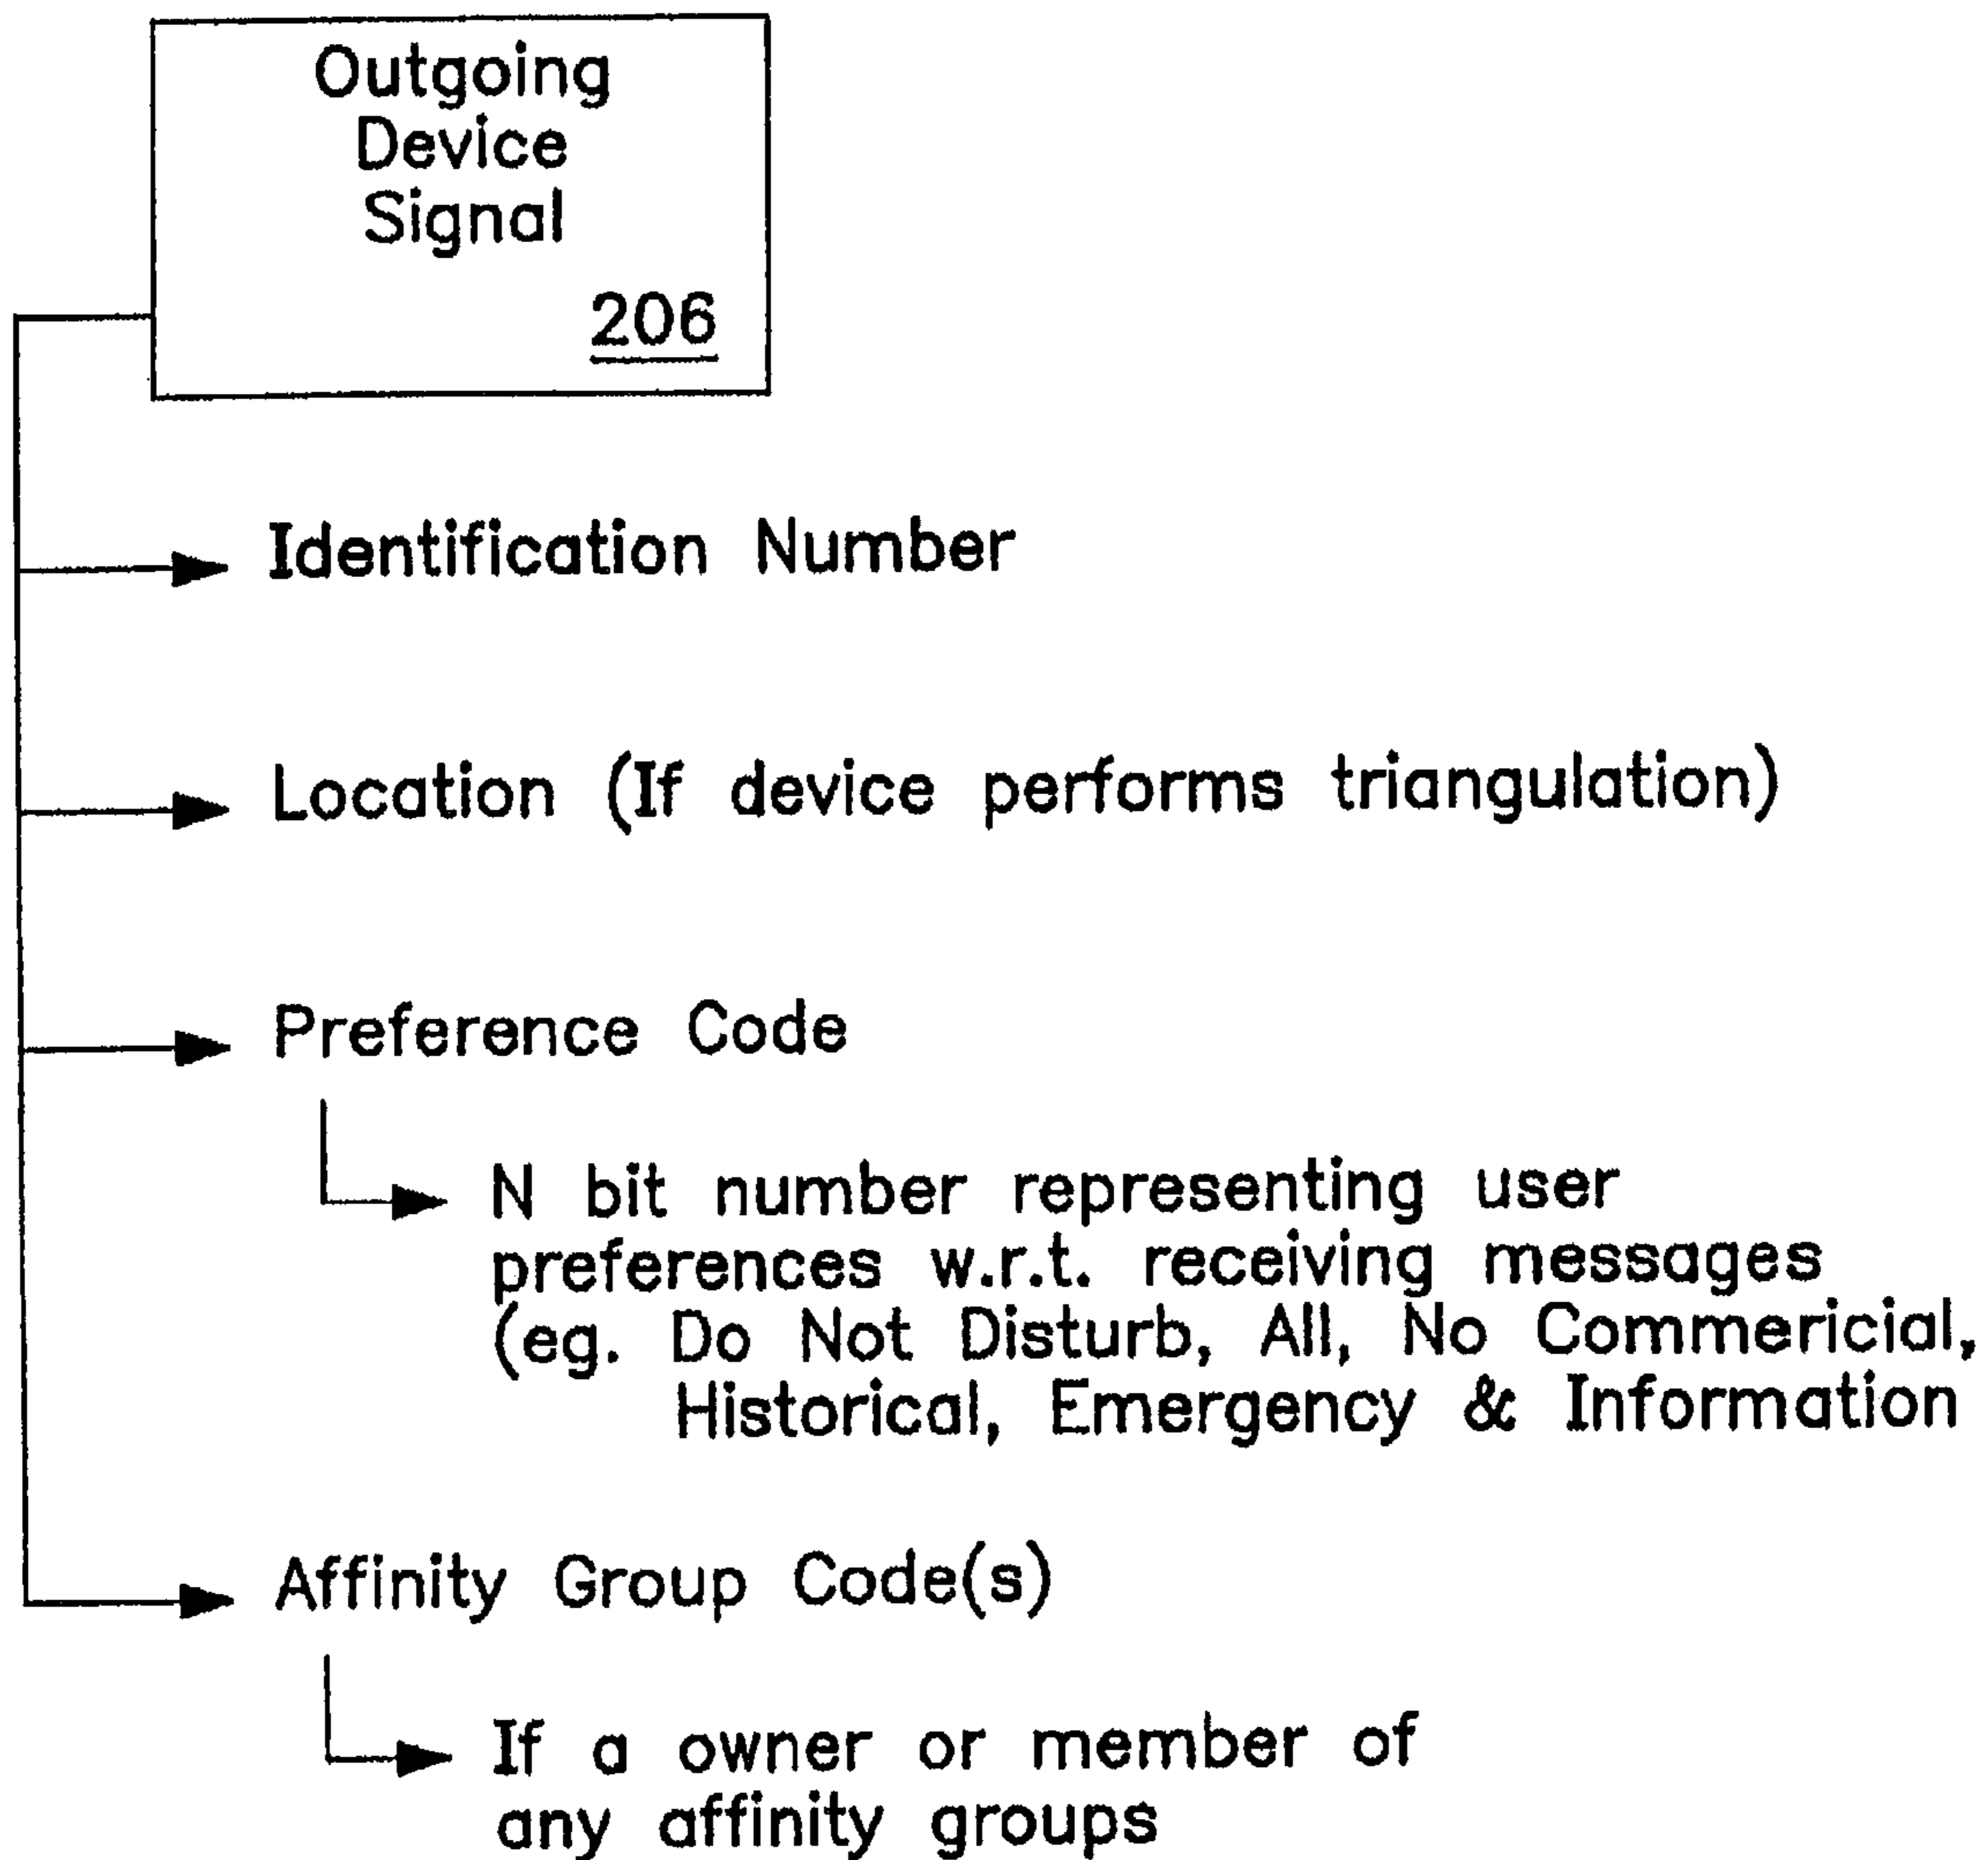 Outgoing
Device
Signal
206
Identification Number
Location (If device performs triangulation)
Preference Code
N bit number representing user
preferences w.r.t. receiving messages
(eg. Do Not Disturb, All, No Commericial,
Historical, Emergency & Information
Affinity Group Code(s)
If a owner or member of
any affinity groups